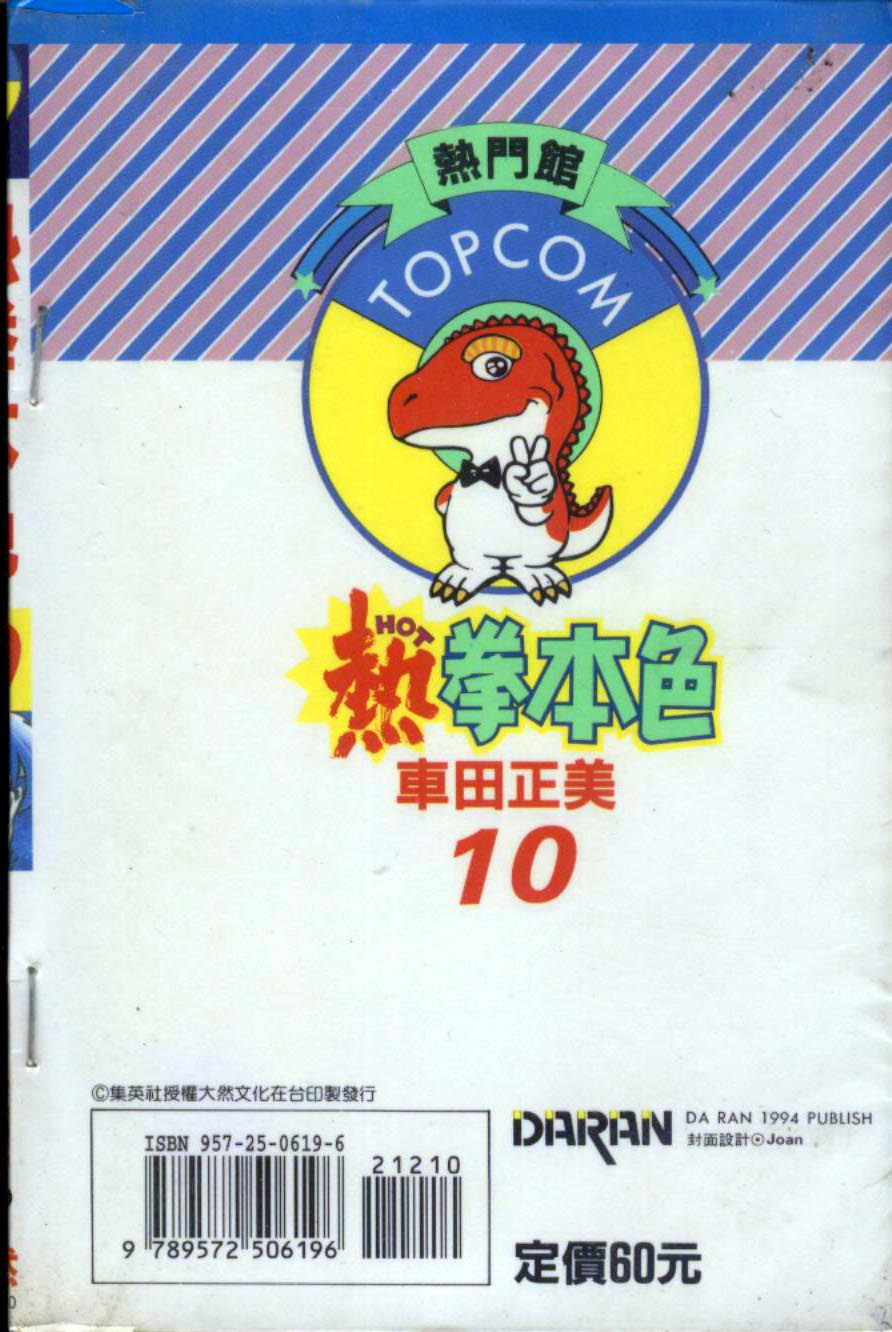 熱門館
TOPCOM
HOT
熱拳本色
車田正美
10
©集英社授權大然文化在台印製發行
ISBN 957-25-0619-6
21210
9 789572 506196
DARAN
DA RAN 1994 PUBLISH
封面設計⊙Joan
定價60元